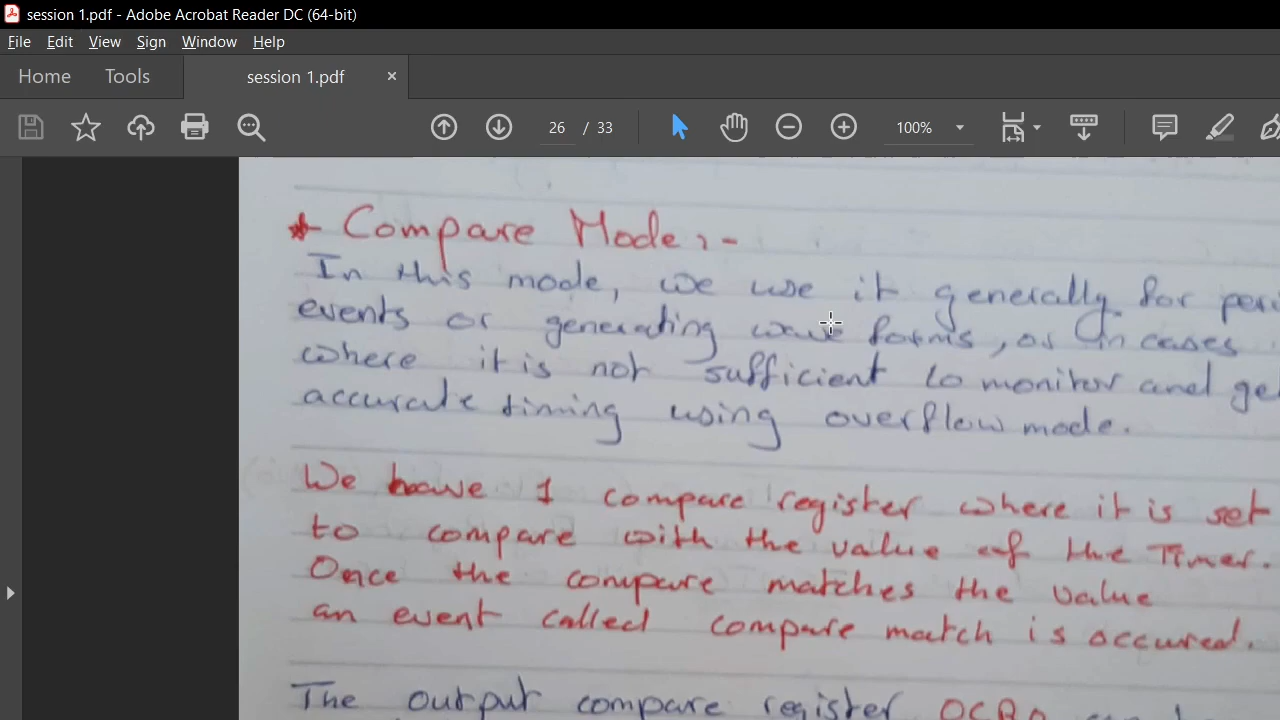 session 1.pdf - Adobe Acrobat Reader DC (64-bit)
File Edit View Sign Window Help
Home Tools session 1.pdf ×
26 / 33 100%
* Compare Mode :-
In this mode, we use it generally for peri
events or generating wave forms, or in cases
where it is not sufficient to monitor and get
accurate timing using overflow mode.
We have 1 compare register where it is set
to compare with the value of the Timer.
Once the compare matches the value
an event called compare match is occured.
The output compare register OCR0 and